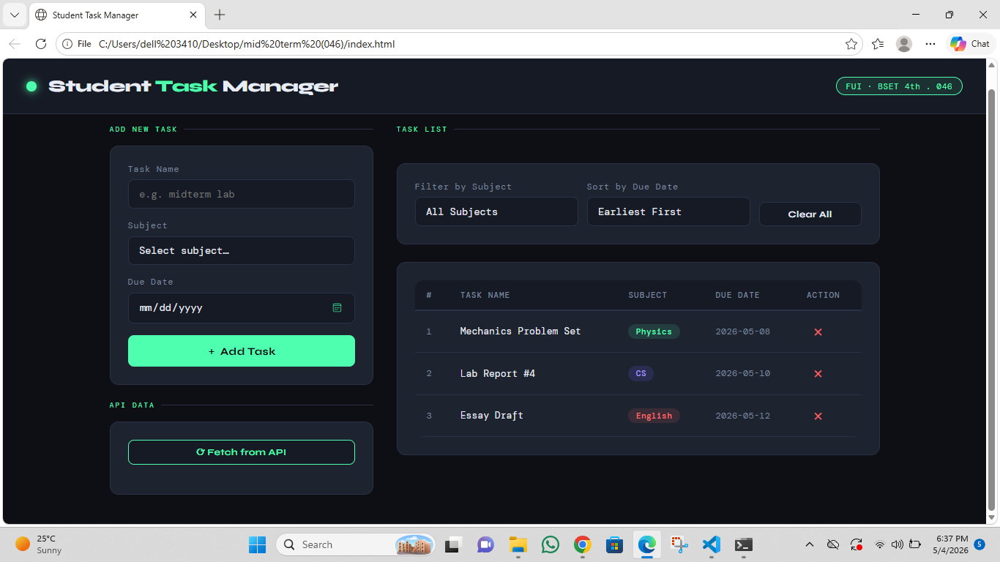 Student Task Manager
File C:/Users/dell%203410/Desktop/mid%20term%20(046)/index.html
Chat
Student Task Manager
FUI · BSET 4th . 046
ADD NEW TASK
Task Name
e.g. midterm lab
Subject
Select subject…
Due Date
mm/dd/yyyy
+ Add Task
API DATA
⟳ Fetch from API
TASK LIST
Filter by Subject
All Subjects
Sort by Due Date
Earliest First
Clear All
# TASK NAME SUBJECT DUE DATE ACTION
1 Mechanics Problem Set Physics 2026-05-08 ✕
2 Lab Report #4 CS 2026-05-10 ✕
3 Essay Draft English 2026-05-12 ✕
25°C
Sunny
Search
6:37 PM
5/4/2026
5